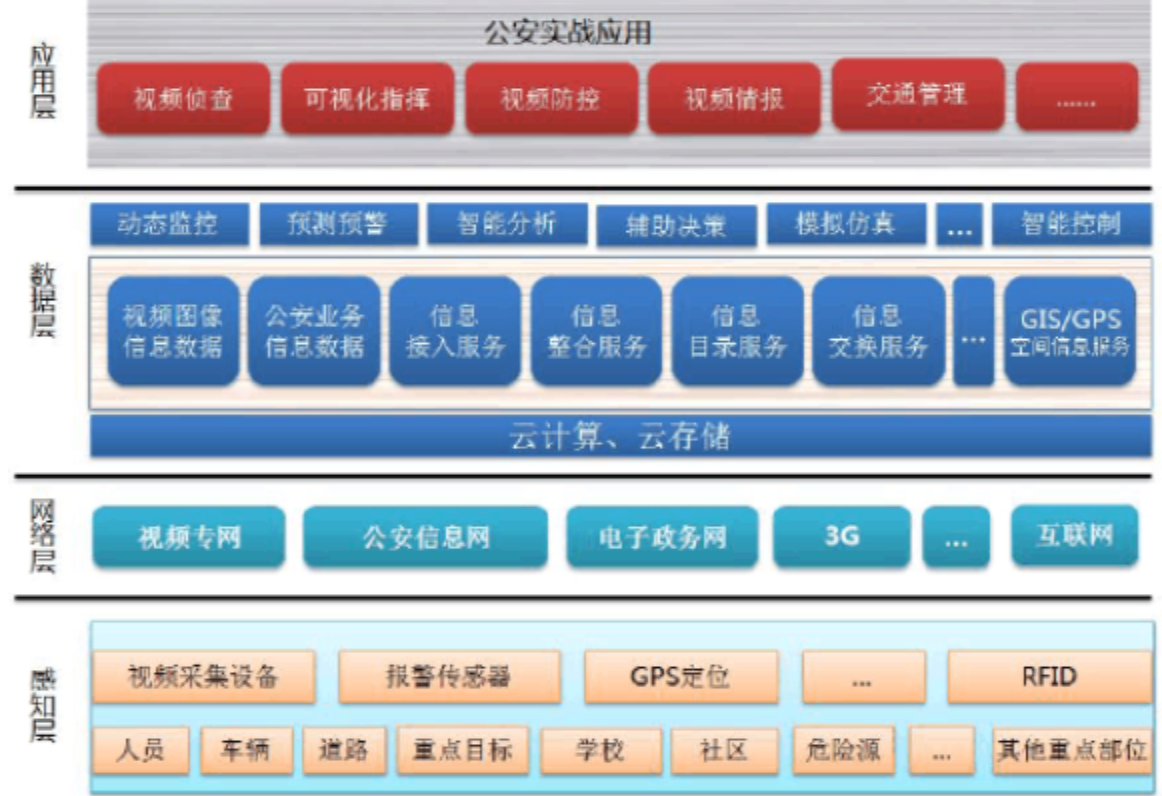 公安实战应用
应用层
视频侦查
可视化指挥
视频防控
视频情报
交通管理
......
动态监控
预测预警
智能分析
辅助决策
模拟仿真
...
智能控制
数据层
视频图像
信息数据
公安业务
信息数据
信息
接入服务
信息
整合服务
信息
目录服务
信息
交换服务
...
GIS/GPS
空间信息服务
云计算、云存储
网络层
视频专网
公安信息网
电子政务网
3G
...
互联网
感知层
视频采集设备
报警传感器
GPS定位
...
RFID
人员
车辆
道路
重点目标
学校
社区
危险源
...
其他重点部位